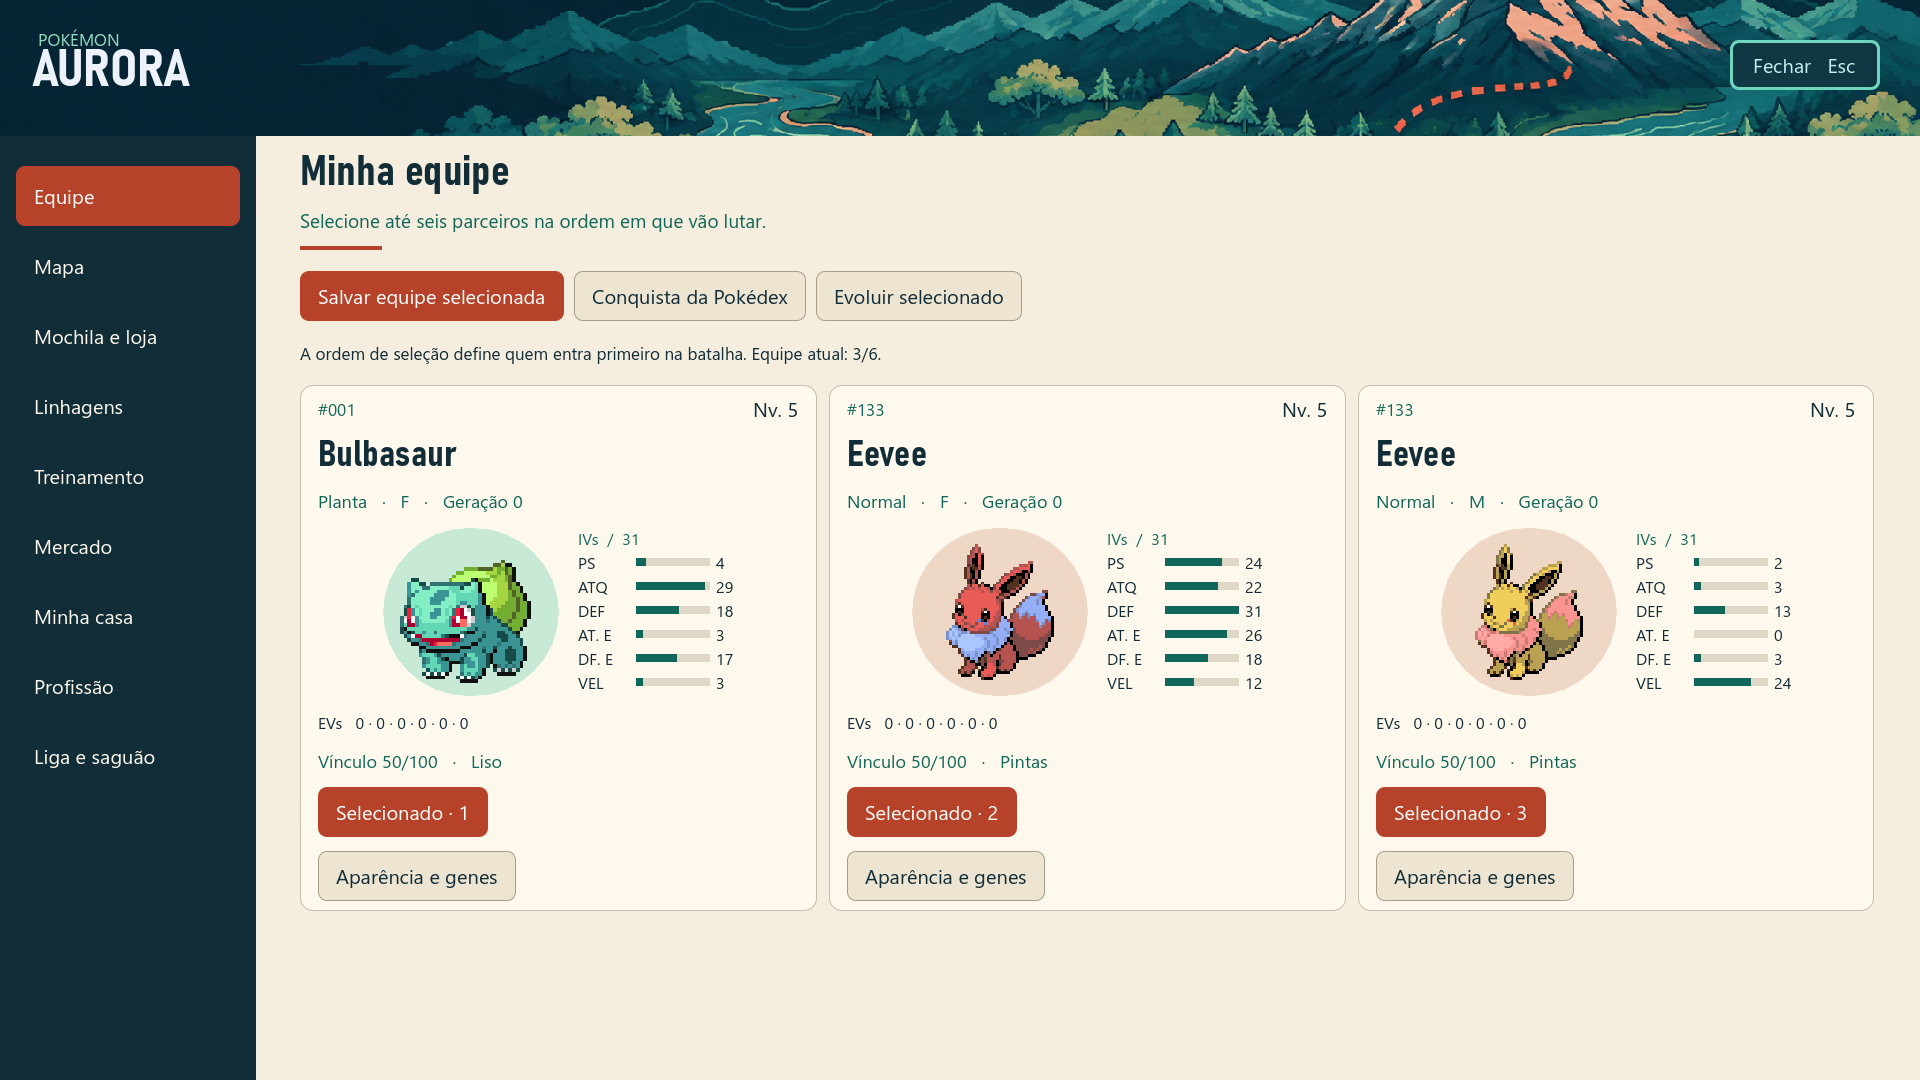 POKÉMON
AURORA
Fechar Esc
Equipe
Mapa
Mochila e loja
Linhagens
Treinamento
Mercado
Minha casa
Profissão
Liga e saguão
Minha equipe
Selecione até seis parceiros na ordem em que vão lutar.
Salvar equipe selecionada
Conquista da Pokédex
Evoluir selecionado
A ordem de seleção define quem entra primeiro na batalha. Equipe atual: 3/6.
#001 Nv. 5
Bulbasaur
Planta · F · Geração 0
IVs / 31
PS 4
ATQ 29
DEF 18
AT. E 3
DF. E 17
VEL 3
EVs 0 · 0 · 0 · 0 · 0 · 0
Vínculo 50/100 · Liso
Selecionado · 1
Aparência e genes
#133 Nv. 5
Eevee
Normal · F · Geração 0
IVs / 31
PS 24
ATQ 22
DEF 31
AT. E 26
DF. E 18
VEL 12
EVs 0 · 0 · 0 · 0 · 0 · 0
Vínculo 50/100 · Pintas
Selecionado · 2
Aparência e genes
#133 Nv. 5
Eevee
Normal · M · Geração 0
IVs / 31
PS 2
ATQ 3
DEF 13
AT. E 0
DF. E 3
VEL 24
EVs 0 · 0 · 0 · 0 · 0 · 0
Vínculo 50/100 · Pintas
Selecionado · 3
Aparência e genes